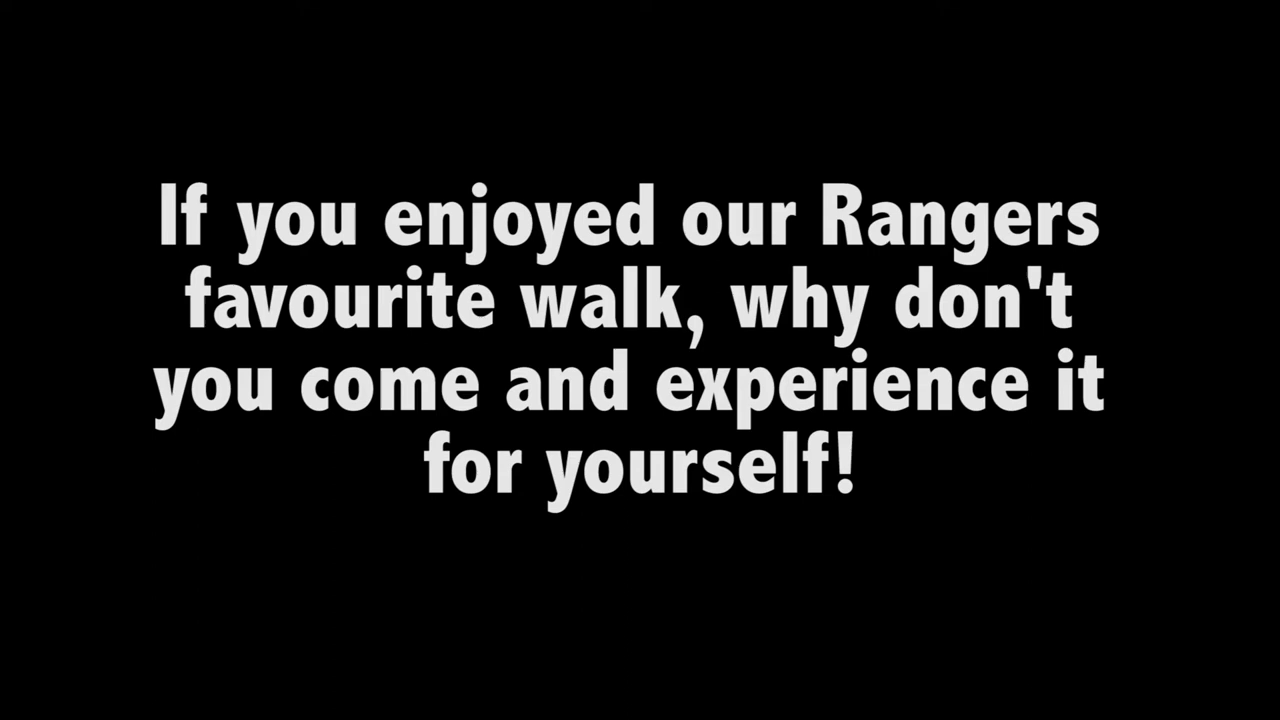 If you enjoyed our Rangers
favourite walk, why don't
you come and experience it
for yourself!